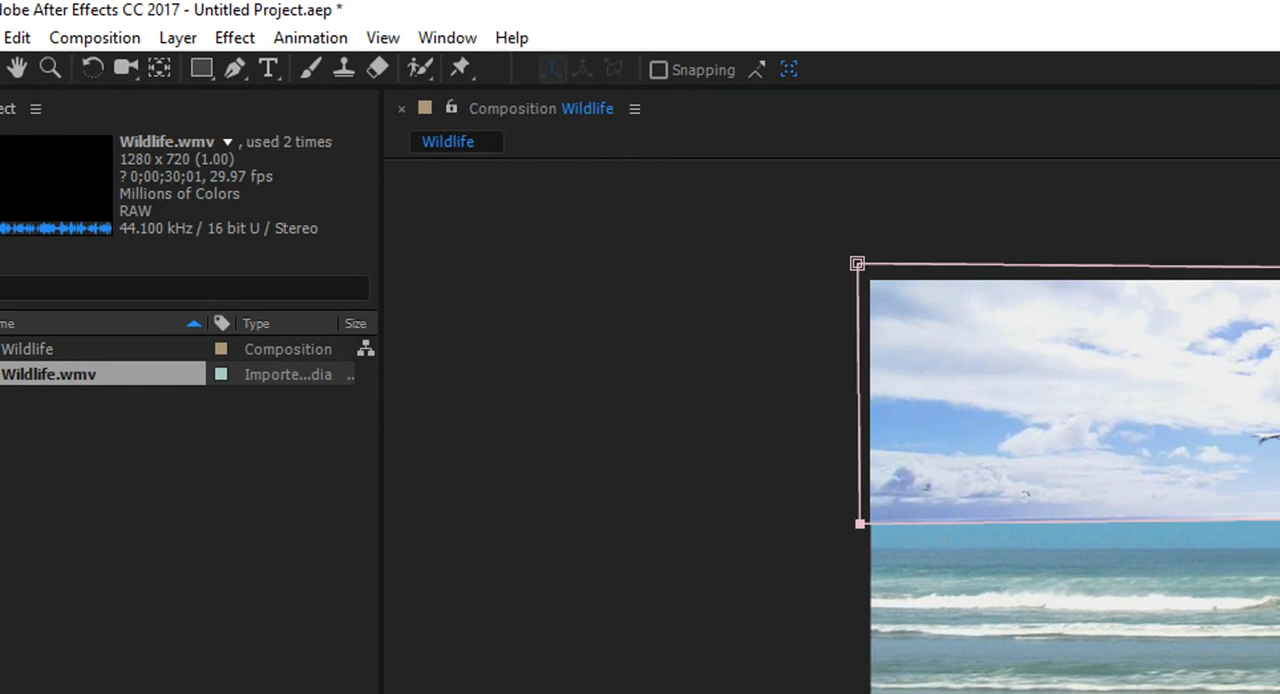 dobe After Effects CC 2017 - Untitled Project.aep *
Edit Composition Layer Effect Animation View Window Help
T Snapping
ect
Composition Wildlife
Wildlife.wmv , used 2 times
Wildlife
1280 x 720 (1.00)
? 0;00;30;01, 29.97 fps
Millions of Colors
RAW
44.100 kHz / 16 bit U / Stereo
me Type Size
Wildlife Composition
Wildlife.wmv Importe...dia ..